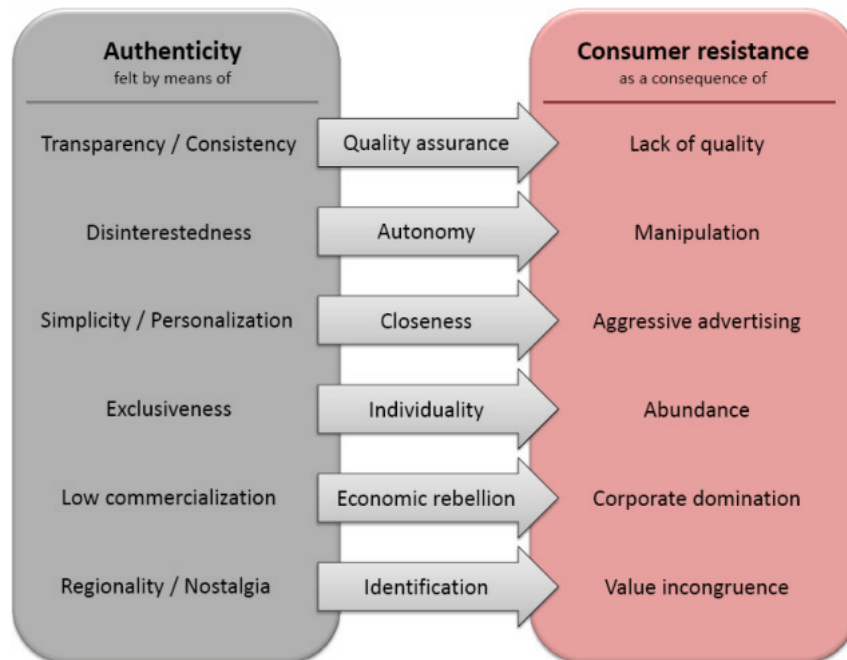 Authenticity
felt by means of
Consumer resistance
as a consequence of
Transparency / Consistency
Quality assurance
Lack of quality
Disinterestedness
Autonomy
Manipulation
Simplicity / Personalization
Closeness
Aggressive advertising
Exclusiveness
Individuality
Abundance
Low commercialization
Economic rebellion
Corporate domination
Regionality / Nostalgia
Identification
Value incongruence